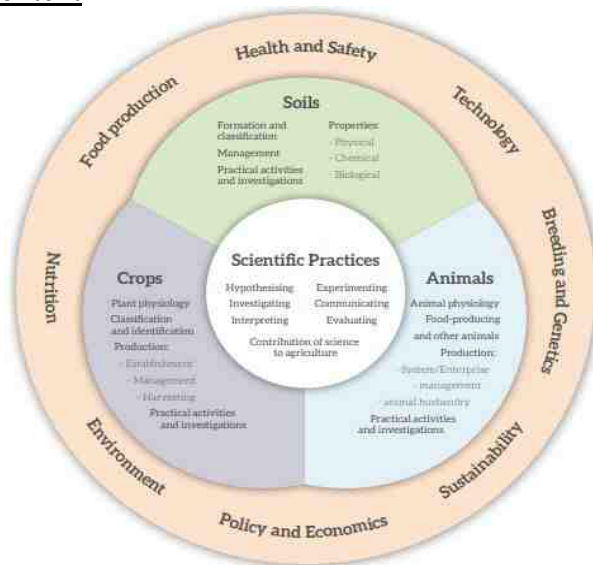 Health and Safety
Food production
Technology
Nutrition
Breeding and Genetics
Environment
Sustainability
Policy and Economics
Soils
Formation and
classification
Management
Practical activities
and investigations
Properties:
- Physical
- Chemical
- Biological
Scientific Practices
Hypothesising
Experimenting
Investigating
Communicating
Interpreting
Evaluating
Contribution of science
to agriculture
Crops
Plant physiology
Classification
and identification
Production:
- Establishment
- Management
- Harvesting
Practical activities
and investigations
Animals
Animal physiology
Food-producing
and other animals
Production:
- System/Enterprise
- management
- animal husbandry
Practical activities
and investigations